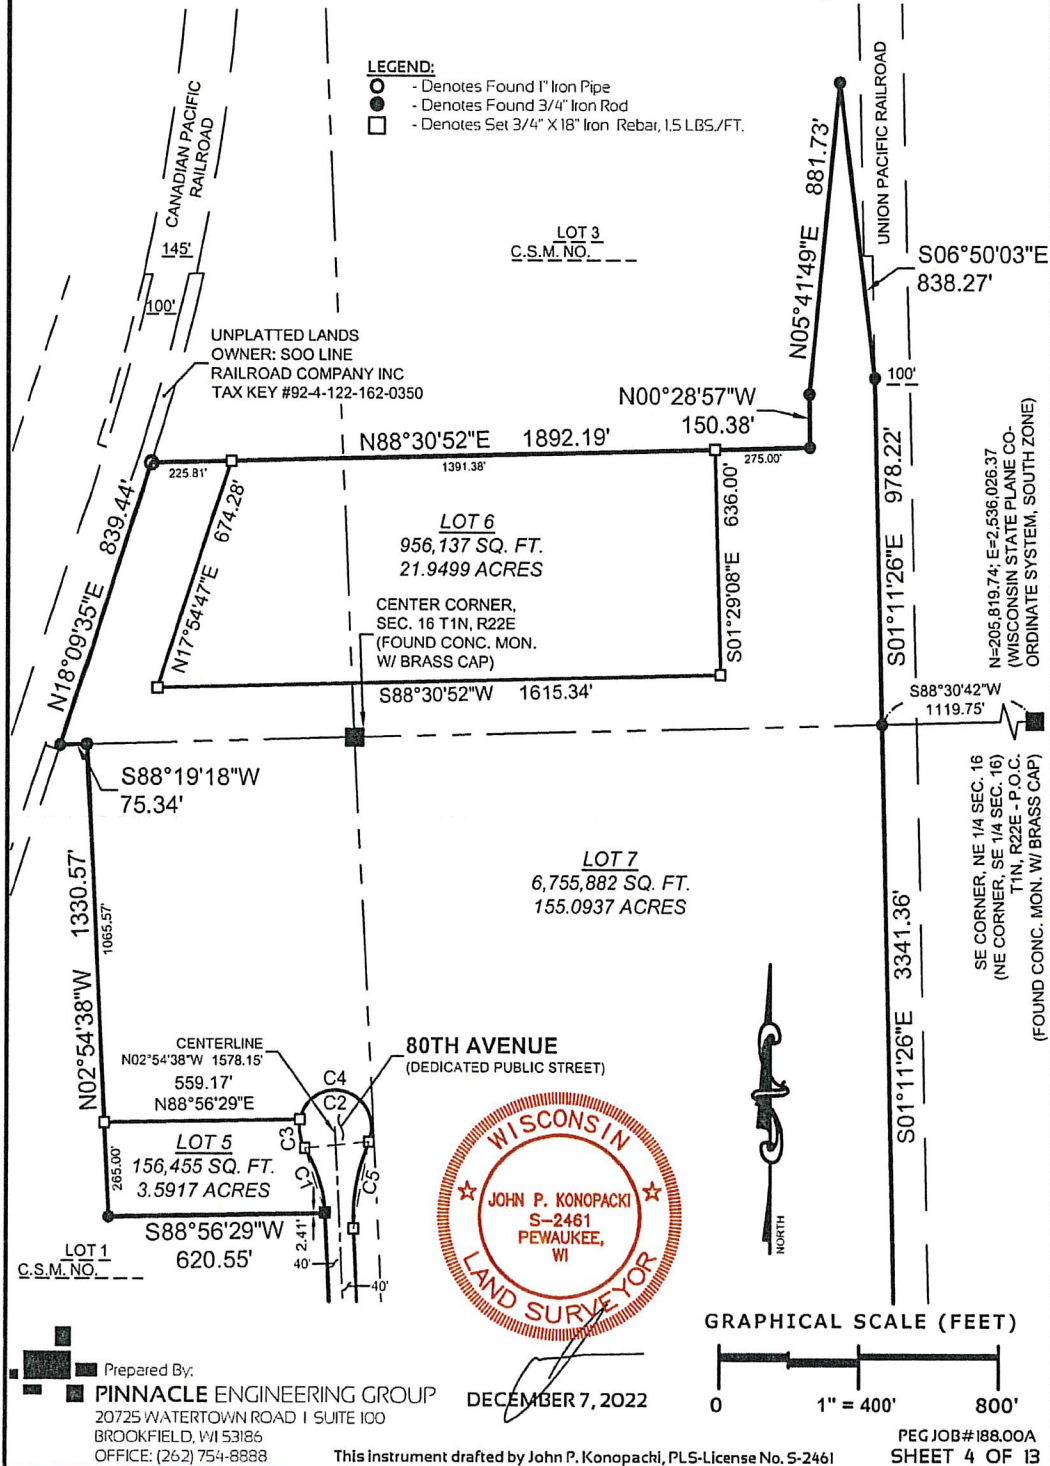 LEGEND:
- Denotes Found 1" Iron Pipe
- Denotes Found 3/4" Iron Rod
- Denotes Set 3/4" X 18" Iron Rebar, 1.5 LBS./FT.
CANADIAN PACIFIC
RAILROAD
145'
100'
UNION PACIFIC RAILROAD
LOT 3
C.S.M. NO.
881.73'
N05°41'49"E
S06°50'03"E
838.27'
UNPLATTED LANDS
OWNER: SOO LINE
RAILROAD COMPANY INC
TAX KEY #92-4-122-162-0350
100'
N00°28'57"W
150.38'
N88°30'52"E 1892.19'
225.81'
1391.38'
275.00'
N18°09'35"E 839.44'
N17°54'47"E 674.28'
LOT 6
956,137 SQ. FT.
21.9499 ACRES
CENTER CORNER,
SEC. 16 T1N, R22E
(FOUND CONC. MON.
W/ BRASS CAP)
S01°29'08"E 636.00'
S88°30'52"W 1615.34'
S01°11'26"E 978.22'
N=205,819.74; E=2,536,026.37
(WISCONSIN STATE PLANE CO-
ORDINATE SYSTEM, SOUTH ZONE)
S88°30'42"W
1119.75'
S88°19'18"W
75.34'
SE CORNER, NE 1/4 SEC. 16
(NE CORNER, SE 1/4 SEC. 16)
T1N, R22E - P.O.C.
(FOUND CONC. MON. W/ BRASS CAP)
LOT 7
6,755,882 SQ. FT.
155.0937 ACRES
N02°54'38"W 1330.57'
1065.57'
S01°11'26"E 3341.36'
CENTERLINE
N02°54'38"W 1578.15'
559.17'
N88°56'29"E
80TH AVENUE
(DEDICATED PUBLIC STREET)
C4
C2
C3
C1
C5
LOT 5
156,455 SQ. FT.
3.5917 ACRES
265.00'
S88°56'29"W
620.55'
2.41'
40'
40'
LOT 1
C.S.M. NO.
WISCONSIN
JOHN P. KONOPACKI
S-2461
PEWAUKEE,
WI
LAND SURVEYOR
NORTH
DECEMBER 7, 2022
GRAPHICAL SCALE (FEET)
0 1" = 400' 800'
Prepared By:
PINNACLE ENGINEERING GROUP
20725 WATERTOWN ROAD | SUITE 100
BROOKFIELD, WI 53186
OFFICE: (262) 754-8888
This instrument drafted by John P. Konopacki, PLS-License No. S-2461
PEG JOB#188.00A
SHEET 4 OF 13